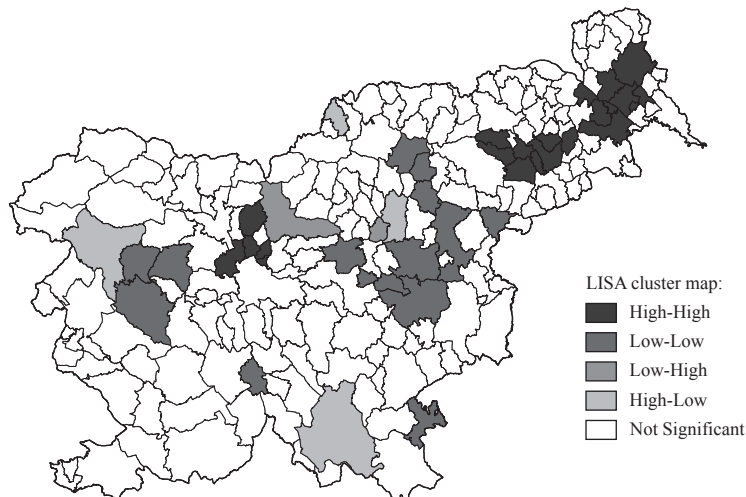 LISA cluster map:
High-High
Low-Low
Low-High
High-Low
Not Significant